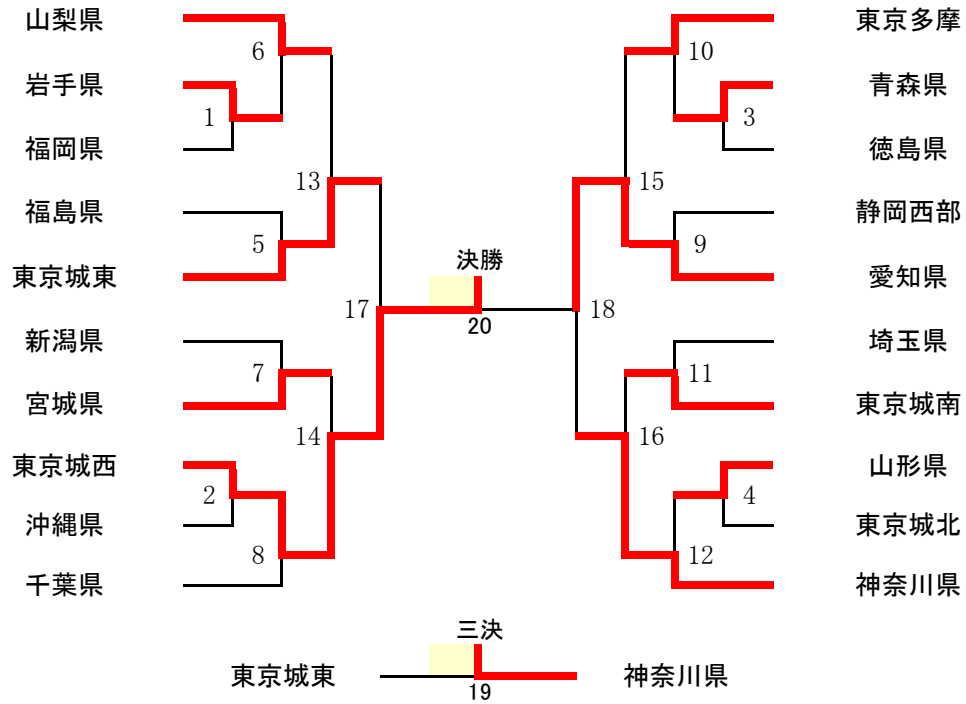 山梨県
岩手県
福岡県
福島県
東京城東
新潟県
宮城県
東京城西
沖縄県
千葉県
6
1
13
5
17
7
14
2
8
決勝
20
東京多摩
青森県
徳島県
静岡西部
愛知県
埼玉県
東京城南
山形県
東京城北
神奈川県
10
3
15
9
18
11
16
4
12
三決
東京城東
19
神奈川県